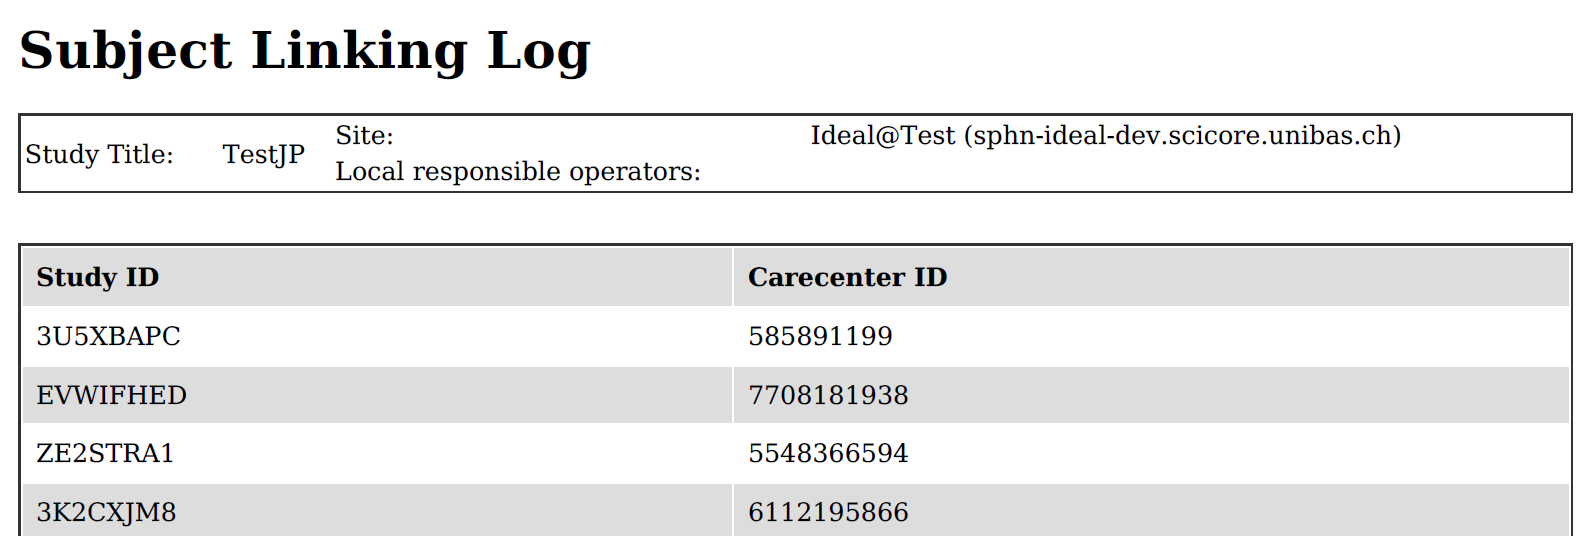 Subject Linking Log
Study Title: TestJP
Site: Ideal@Test (sphn-ideal-dev.scicore.unibas.ch)
Local responsible operators:
Study ID Carecenter ID
3U5XBAPC 585891199
EVWIFHED 7708181938
ZE2STRA1 5548366594
3K2CXJM8 6112195866